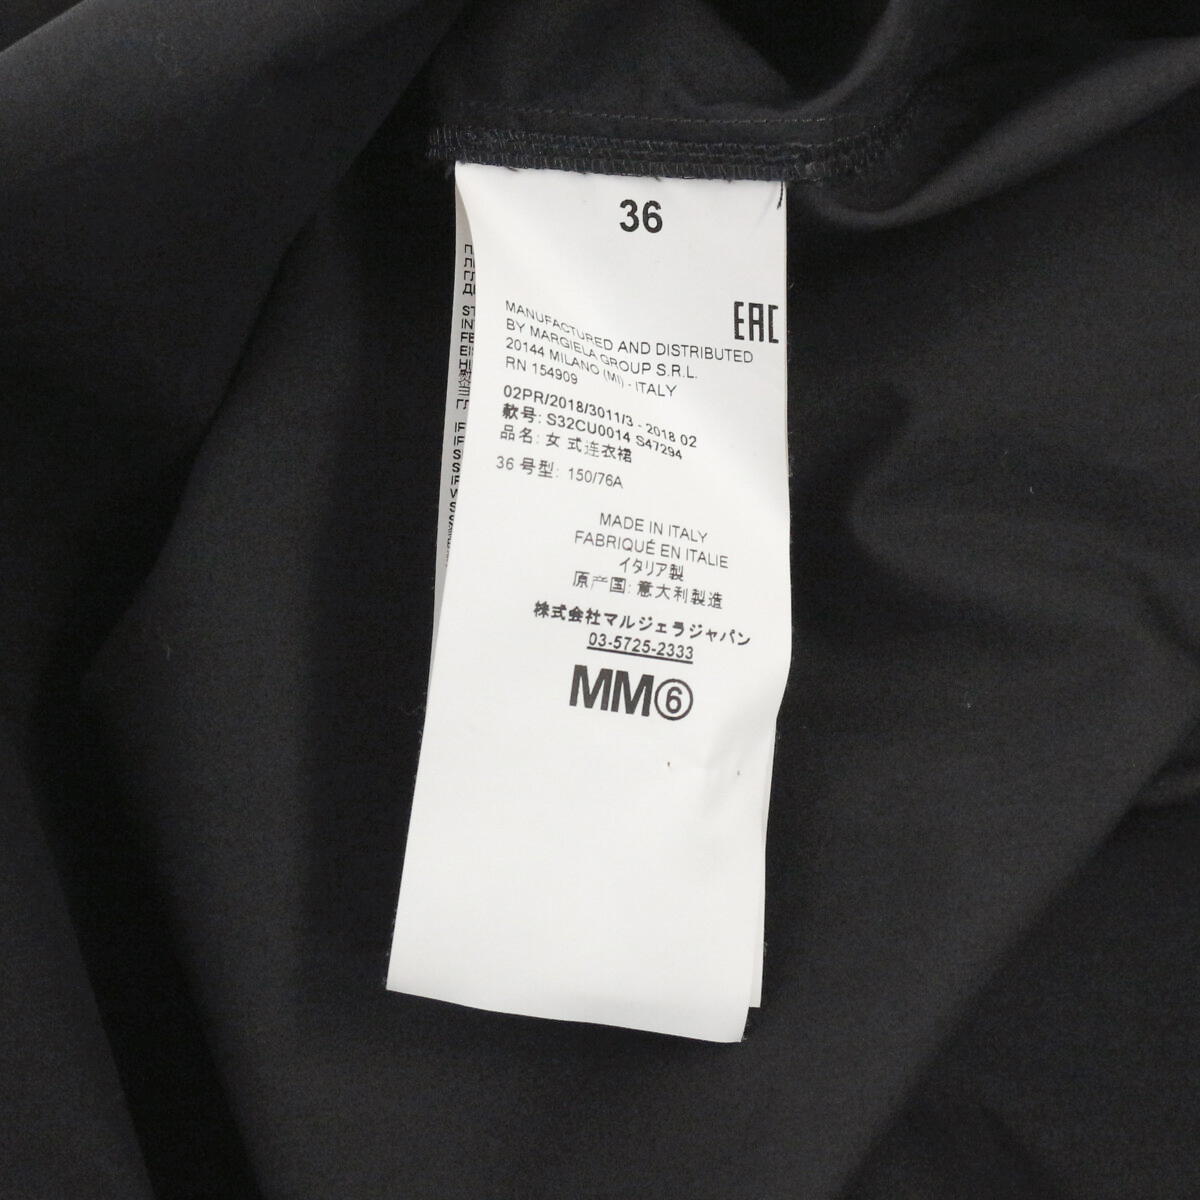 36
EAC
MANUFACTURED AND DISTRIBUTED
BY MARGIELA GROUP S.R.L.
20144 MILANO (MI) - ITALY
RN 154909
02PR/2018/3011/3 - 2018 02
款号: S32CU0014 S47294
品名: 女 式连衣裙
36 号型: 150/76A
MADE IN ITALY
FABRIQUÉ EN ITALIE
イタリア製
原产国: 意大利製造
株式会社マルジェラジャパン
03-5725-2333
MM⑥